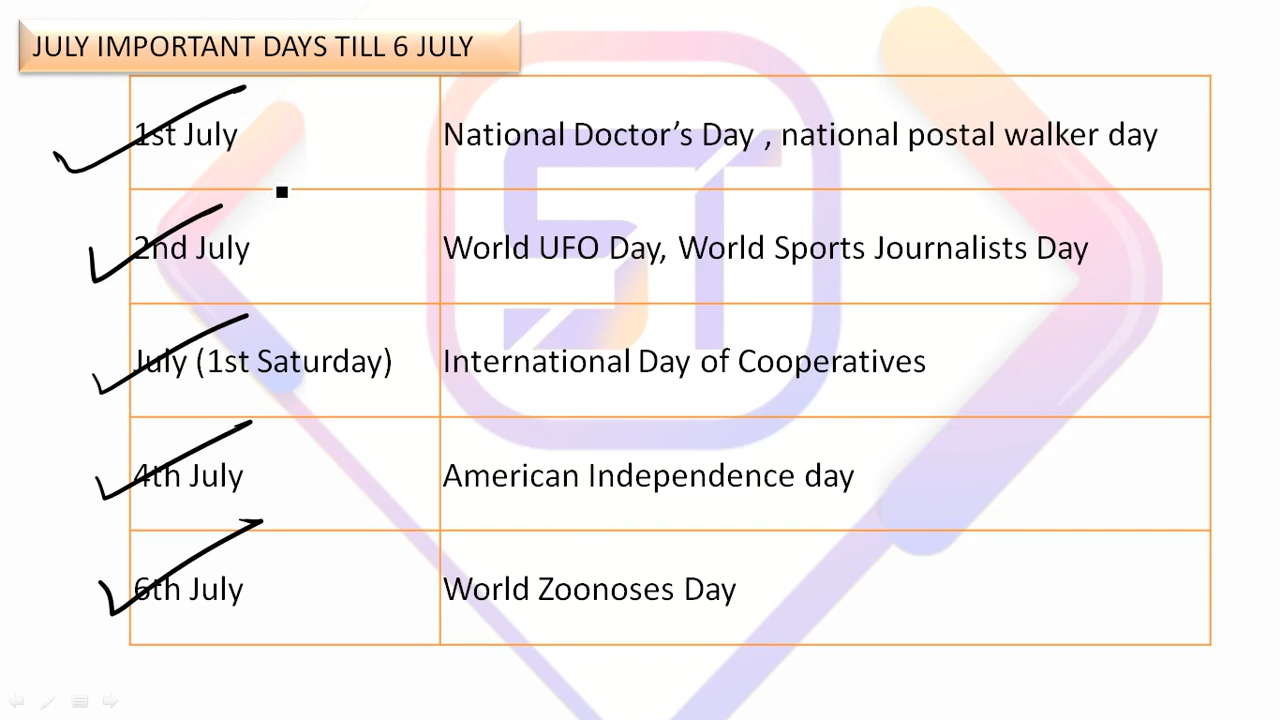 JULY IMPORTANT DAYS TILL 6 JULY
1st July National Doctor’s Day , national postal walker day
2nd July World UFO Day, World Sports Journalists Day
July (1st Saturday) International Day of Cooperatives
4th July American Independence day
6th July World Zoonoses Day